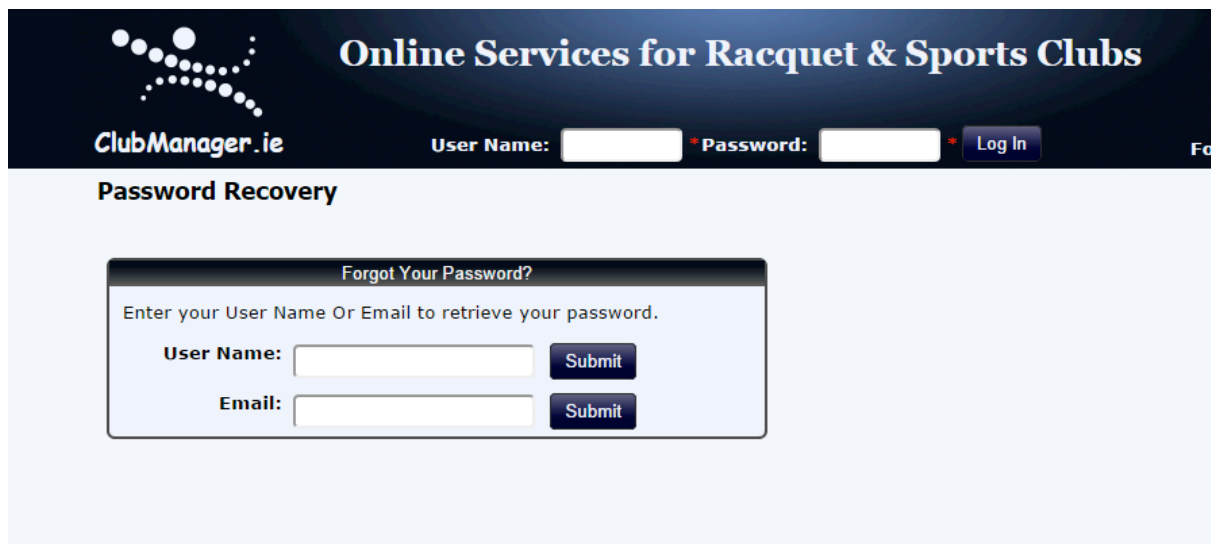 Online Services for Racquet & Sports Clubs
ClubManager.ie
User Name: * Password: * Log In
Fo
Password Recovery
Forgot Your Password?
Enter your User Name Or Email to retrieve your password.
User Name: Submit
Email: Submit